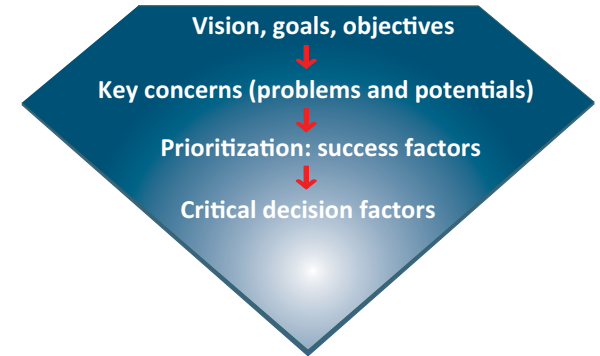 Vision, goals, objectives
Key concerns (problems and potentials)
Prioritization: success factors
Critical decision factors